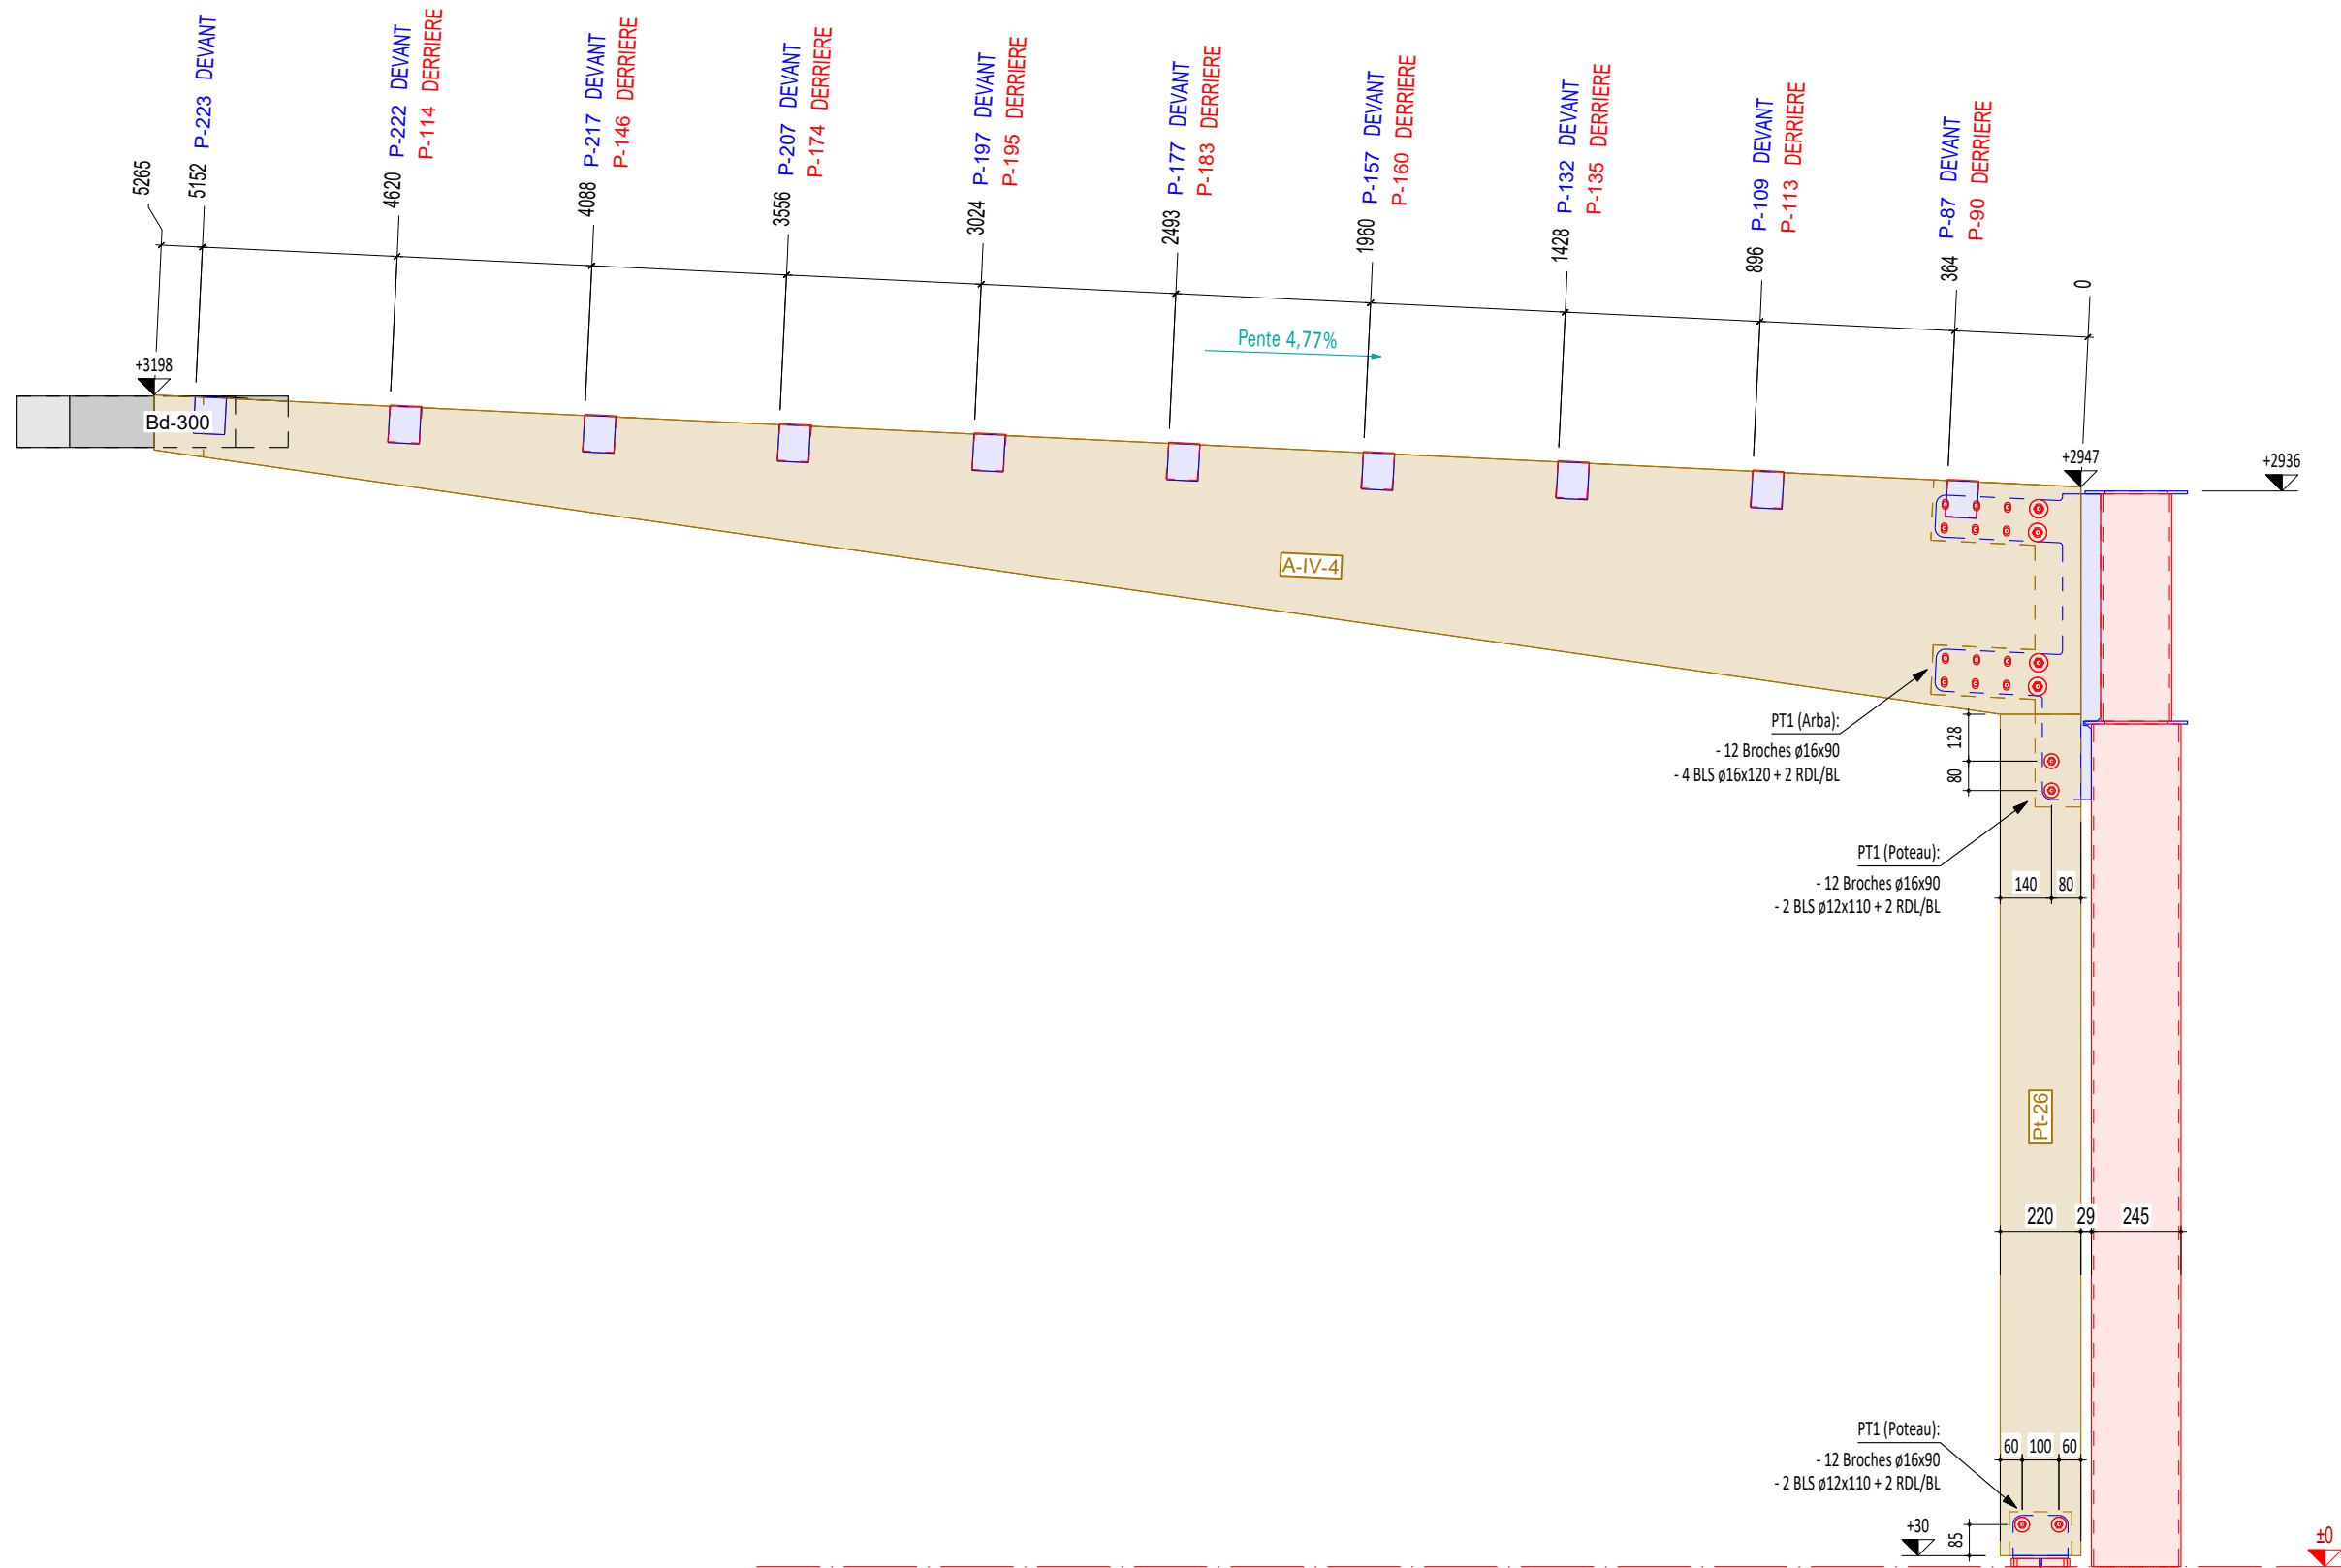 5265
5152 P-223 DEVANT
4620 P-222 DEVANT
P-114 DERRIERE
4088 P-217 DEVANT
P-146 DERRIERE
3556 P-207 DEVANT
P-174 DERRIERE
3024 P-197 DEVANT
P-195 DERRIERE
2493 P-177 DEVANT
P-183 DERRIERE
1960 P-157 DEVANT
P-160 DERRIERE
1428 P-132 DEVANT
P-135 DERRIERE
896 P-109 DEVANT
P-113 DERRIERE
364 P-87 DEVANT
P-90 DERRIERE
0
Pente 4,77%
+3198
Bd-300
+2947
+2936
A-IV-4
PT1 (Arba):
- 12 Broches ø16x90
- 4 BLS ø16x120 + 2 RDL/BL
128
80
PT1 (Poteau):
- 12 Broches ø16x90
- 2 BLS ø12x110 + 2 RDL/BL
140 80
Pt-26
220 29 245
PT1 (Poteau):
- 12 Broches ø16x90
- 2 BLS ø12x110 + 2 RDL/BL
60 100 60
+30
85
±0